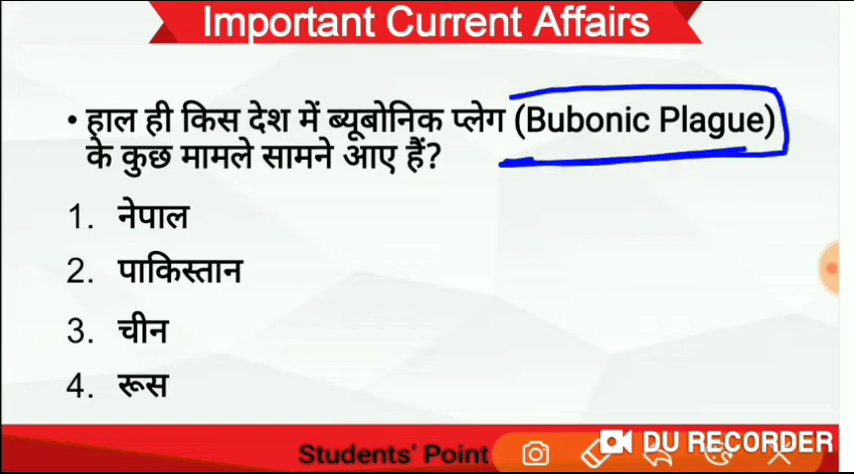 Important Current Affairs
• हाल ही किस देश में ब्यूबोनिक प्लेग (Bubonic Plague)
के कुछ मामले सामने आए हैं?
1. नेपाल
2. पाकिस्तान
3. चीन
4. रूस
Students' Point
DU RECORDER